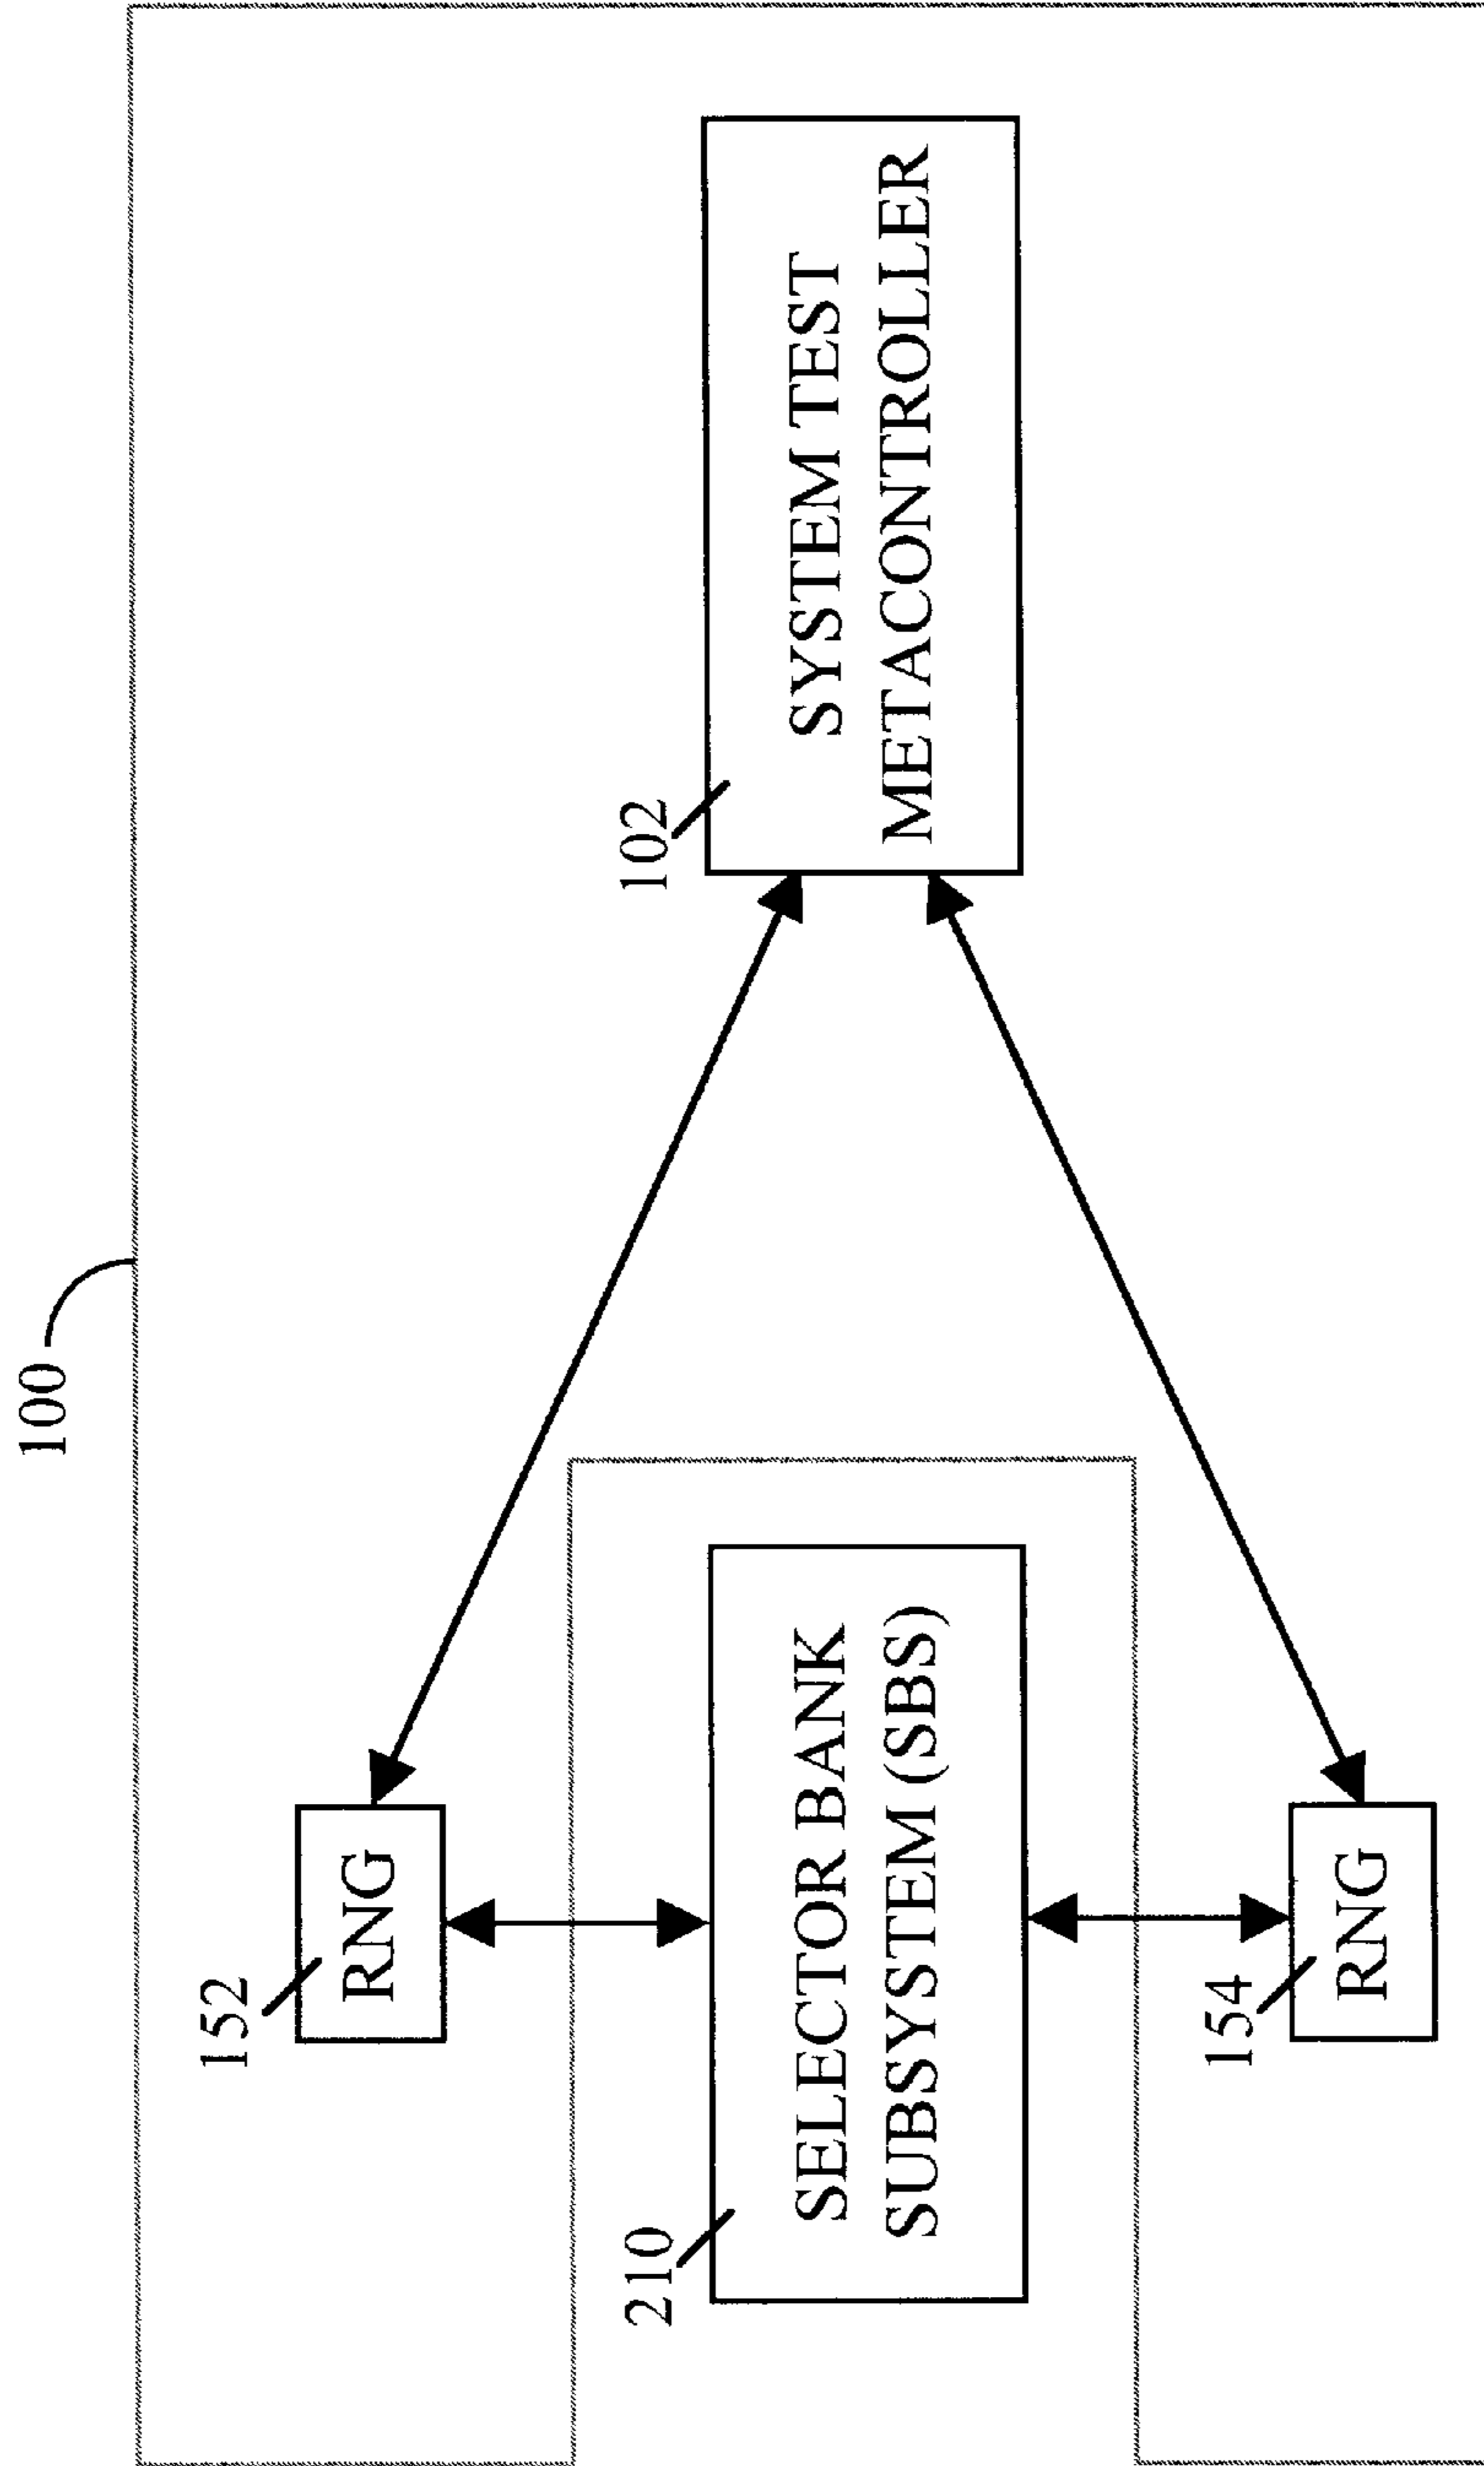 100
152
RNG
102
SYSTEM TEST
METACONTROLLER
210
SELECTOR BANK
SUBSYSTEM (SBS)
154
RNG